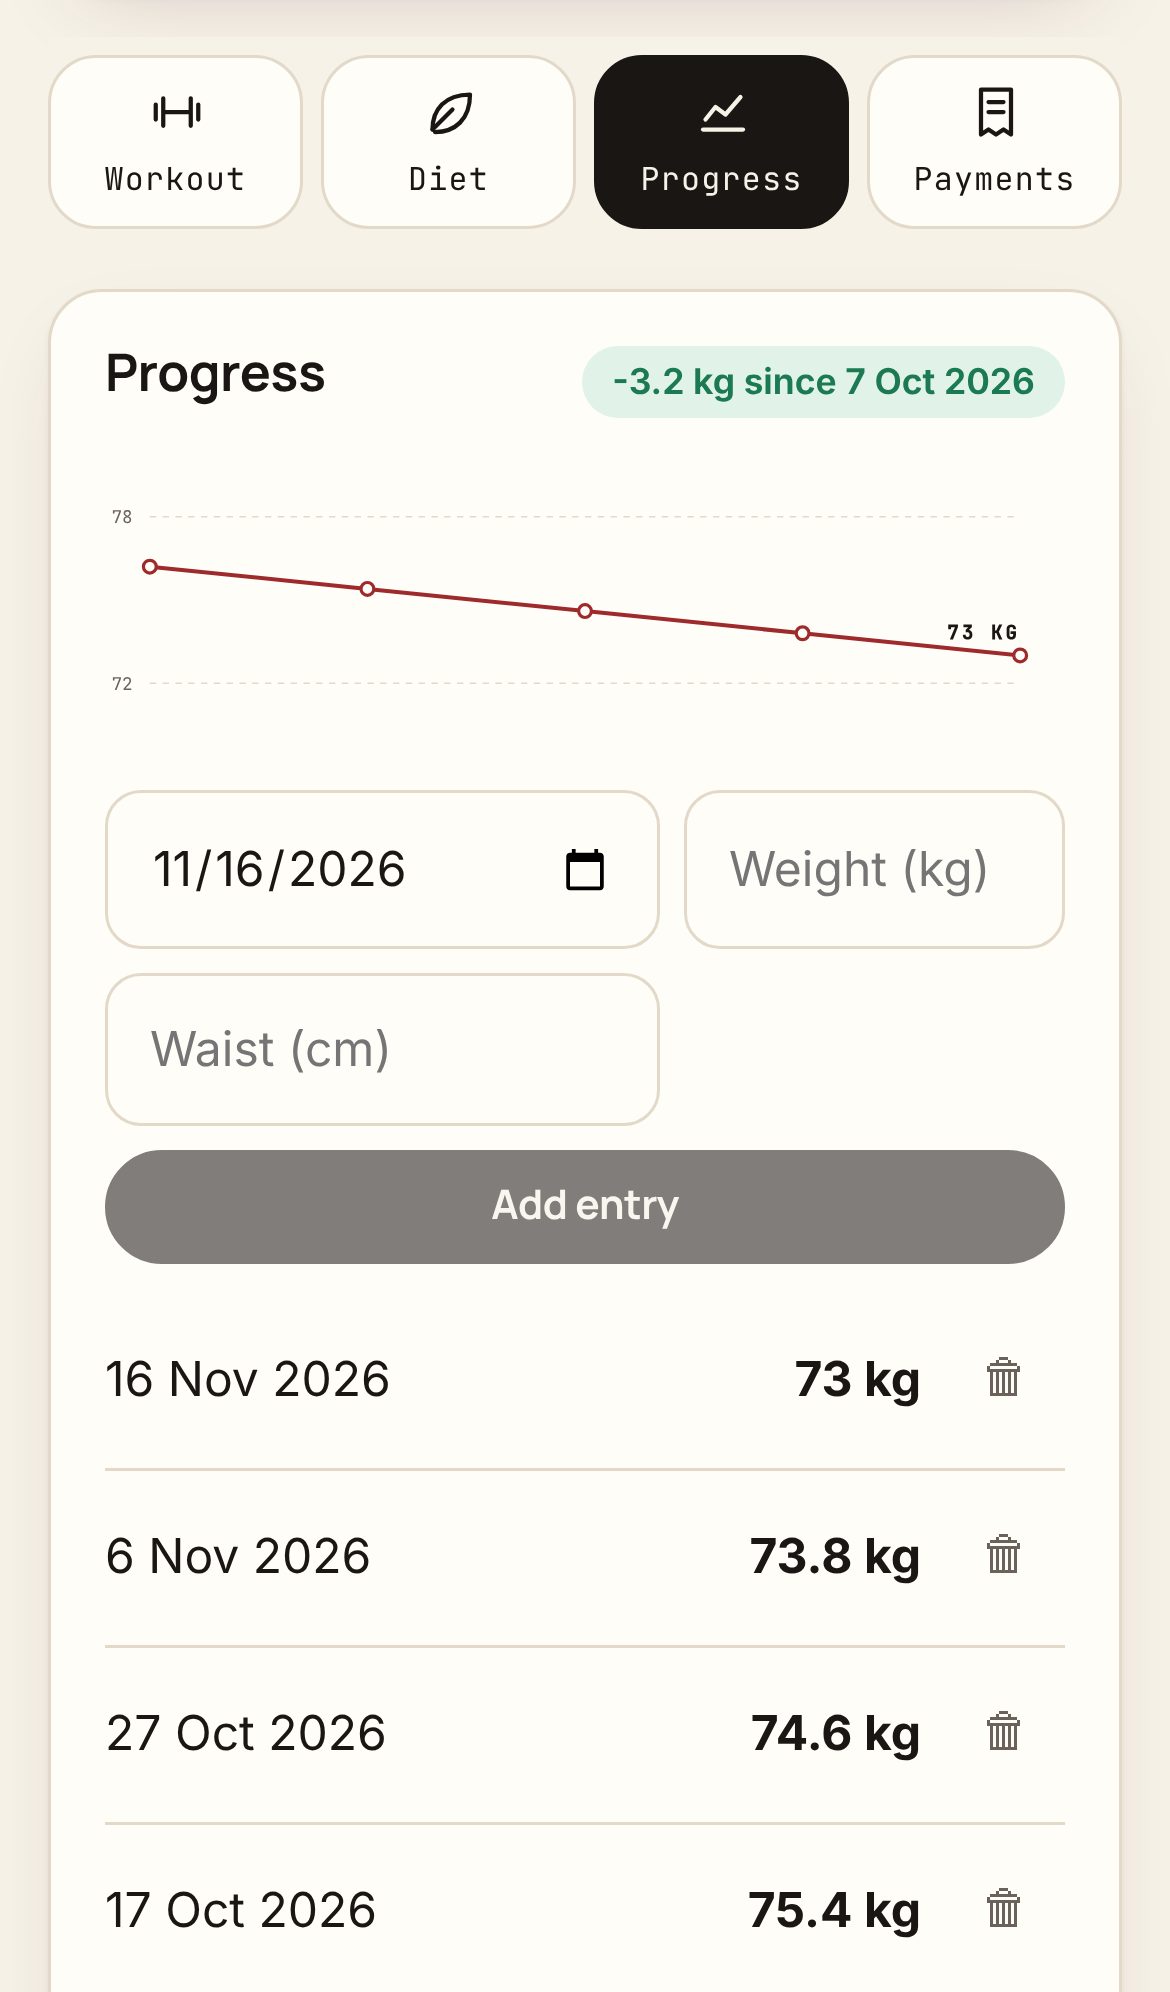 Workout
Diet
Progress
Payments
Progress
-3.2 kg since 7 Oct 2026
78
73 KG
72
11/16/2026
Weight (kg)
Waist (cm)
Add entry
16 Nov 2026 73 kg
6 Nov 2026 73.8 kg
27 Oct 2026 74.6 kg
17 Oct 2026 75.4 kg